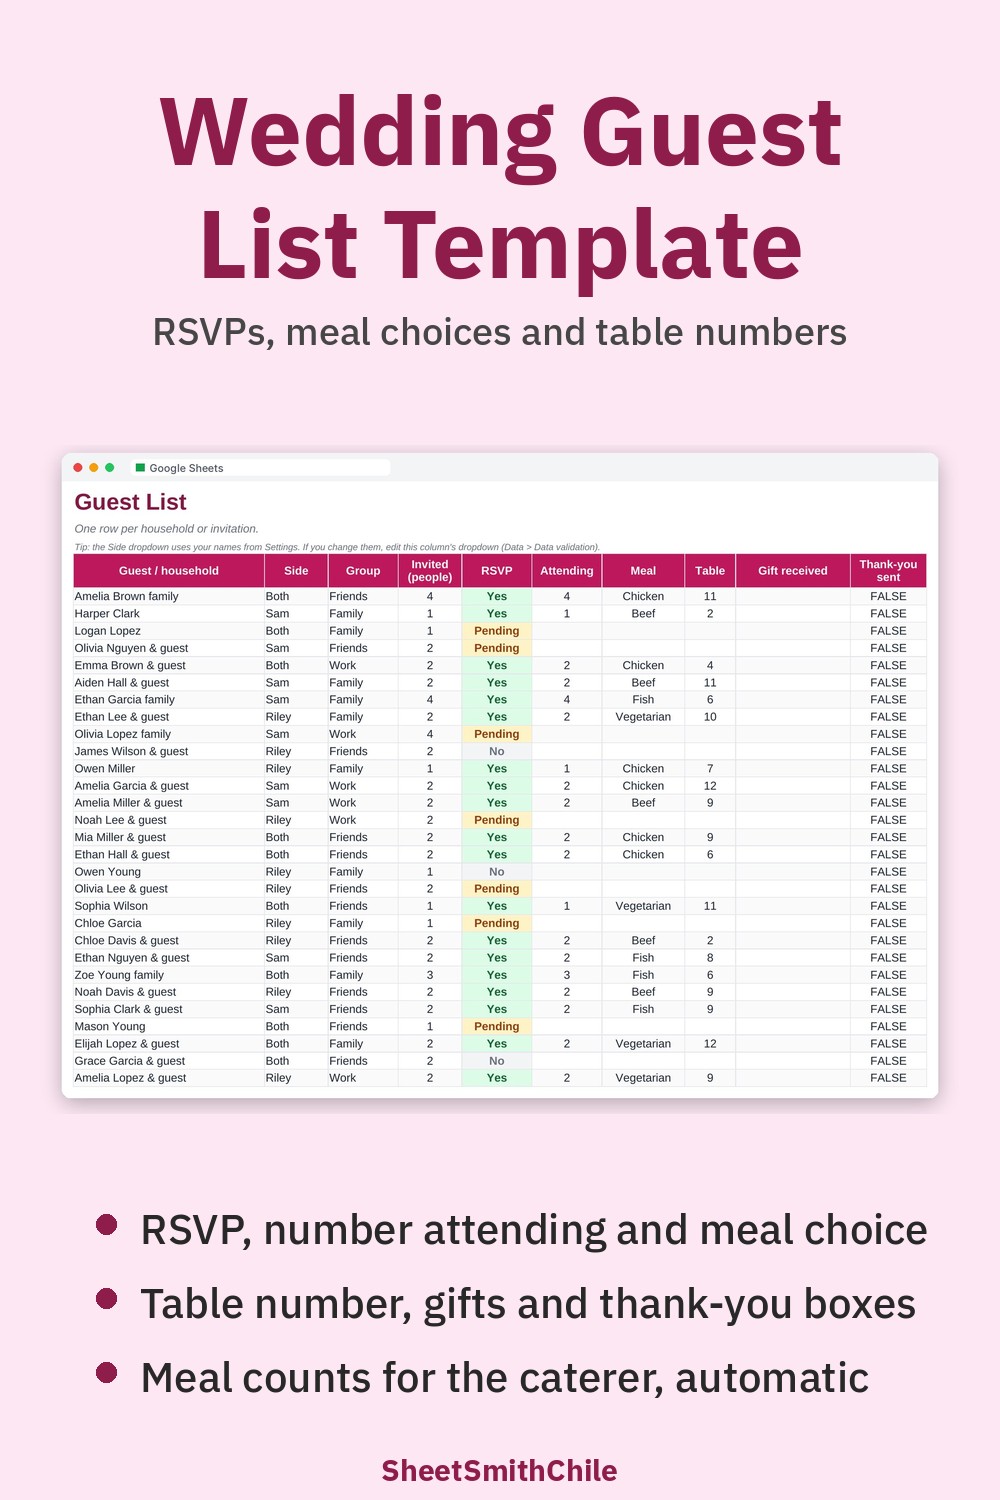 Wedding Guest
List Template
RSVPs, meal choices and table numbers
Google Sheets
Guest List
One row per household or invitation.
Tip: the Side dropdown uses your names from Settings. If you change them, edit this column's dropdown (Data > Data validation).
Guest / household Side Group Invited (people) RSVP Attending Meal Table Gift received Thank-you sent
Amelia Brown family Both Friends 4 Yes 4 Chicken 11 FALSE
Harper Clark Sam Family 1 Yes 1 Beef 2 FALSE
Logan Lopez Both Family 1 Pending FALSE
Olivia Nguyen & guest Sam Friends 2 Pending FALSE
Emma Brown & guest Both Work 2 Yes 2 Chicken 4 FALSE
Aiden Hall & guest Sam Family 2 Yes 2 Beef 11 FALSE
Ethan Garcia family Sam Family 4 Yes 4 Fish 6 FALSE
Ethan Lee & guest Riley Family 2 Yes 2 Vegetarian 10 FALSE
Olivia Lopez family Sam Work 4 Pending FALSE
James Wilson & guest Riley Friends 2 No FALSE
Owen Miller Riley Family 1 Yes 1 Chicken 7 FALSE
Amelia Garcia & guest Sam Work 2 Yes 2 Chicken 12 FALSE
Amelia Miller & guest Sam Work 2 Yes 2 Beef 9 FALSE
Noah Lee & guest Riley Work 2 Pending FALSE
Mia Miller & guest Both Friends 2 Yes 2 Chicken 9 FALSE
Ethan Hall & guest Both Friends 2 Yes 2 Chicken 6 FALSE
Owen Young Riley Family 1 No FALSE
Olivia Lee & guest Riley Friends 2 Pending FALSE
Sophia Wilson Both Friends 1 Yes 1 Vegetarian 11 FALSE
Chloe Garcia Riley Family 1 Pending FALSE
Chloe Davis & guest Riley Friends 2 Yes 2 Beef 2 FALSE
Ethan Nguyen & guest Sam Friends 2 Yes 2 Fish 8 FALSE
Zoe Young family Both Family 3 Yes 3 Fish 6 FALSE
Noah Davis & guest Riley Friends 2 Yes 2 Beef 9 FALSE
Sophia Clark & guest Sam Friends 2 Yes 2 Fish 9 FALSE
Mason Young Both Friends 1 Pending FALSE
Elijah Lopez & guest Both Family 2 Yes 2 Vegetarian 12 FALSE
Grace Garcia & guest Both Friends 2 No FALSE
Amelia Lopez & guest Riley Work 2 Yes 2 Vegetarian 9 FALSE
RSVP, number attending and meal choice
Table number, gifts and thank-you boxes
Meal counts for the caterer, automatic
SheetSmithChile